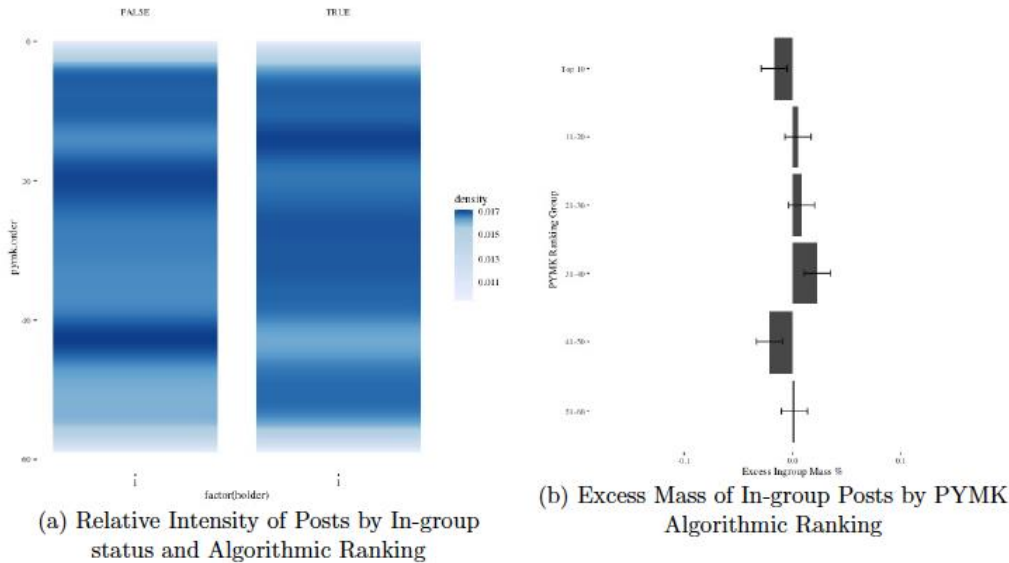 FALSE
TRUE
0
20
40
60
pymk.order
density
0.017
0.015
0.013
0.011
1
1
factor(holder)
(a) Relative Intensity of Posts by In-group
status and Algorithmic Ranking
Top 10
11-20
21-30
31-40
41-50
51-60
PYMK Ranking Group
-0.1
0.0
0.1
Excess Ingroup Mass %
(b) Excess Mass of In-group Posts by PYMK
Algorithmic Ranking